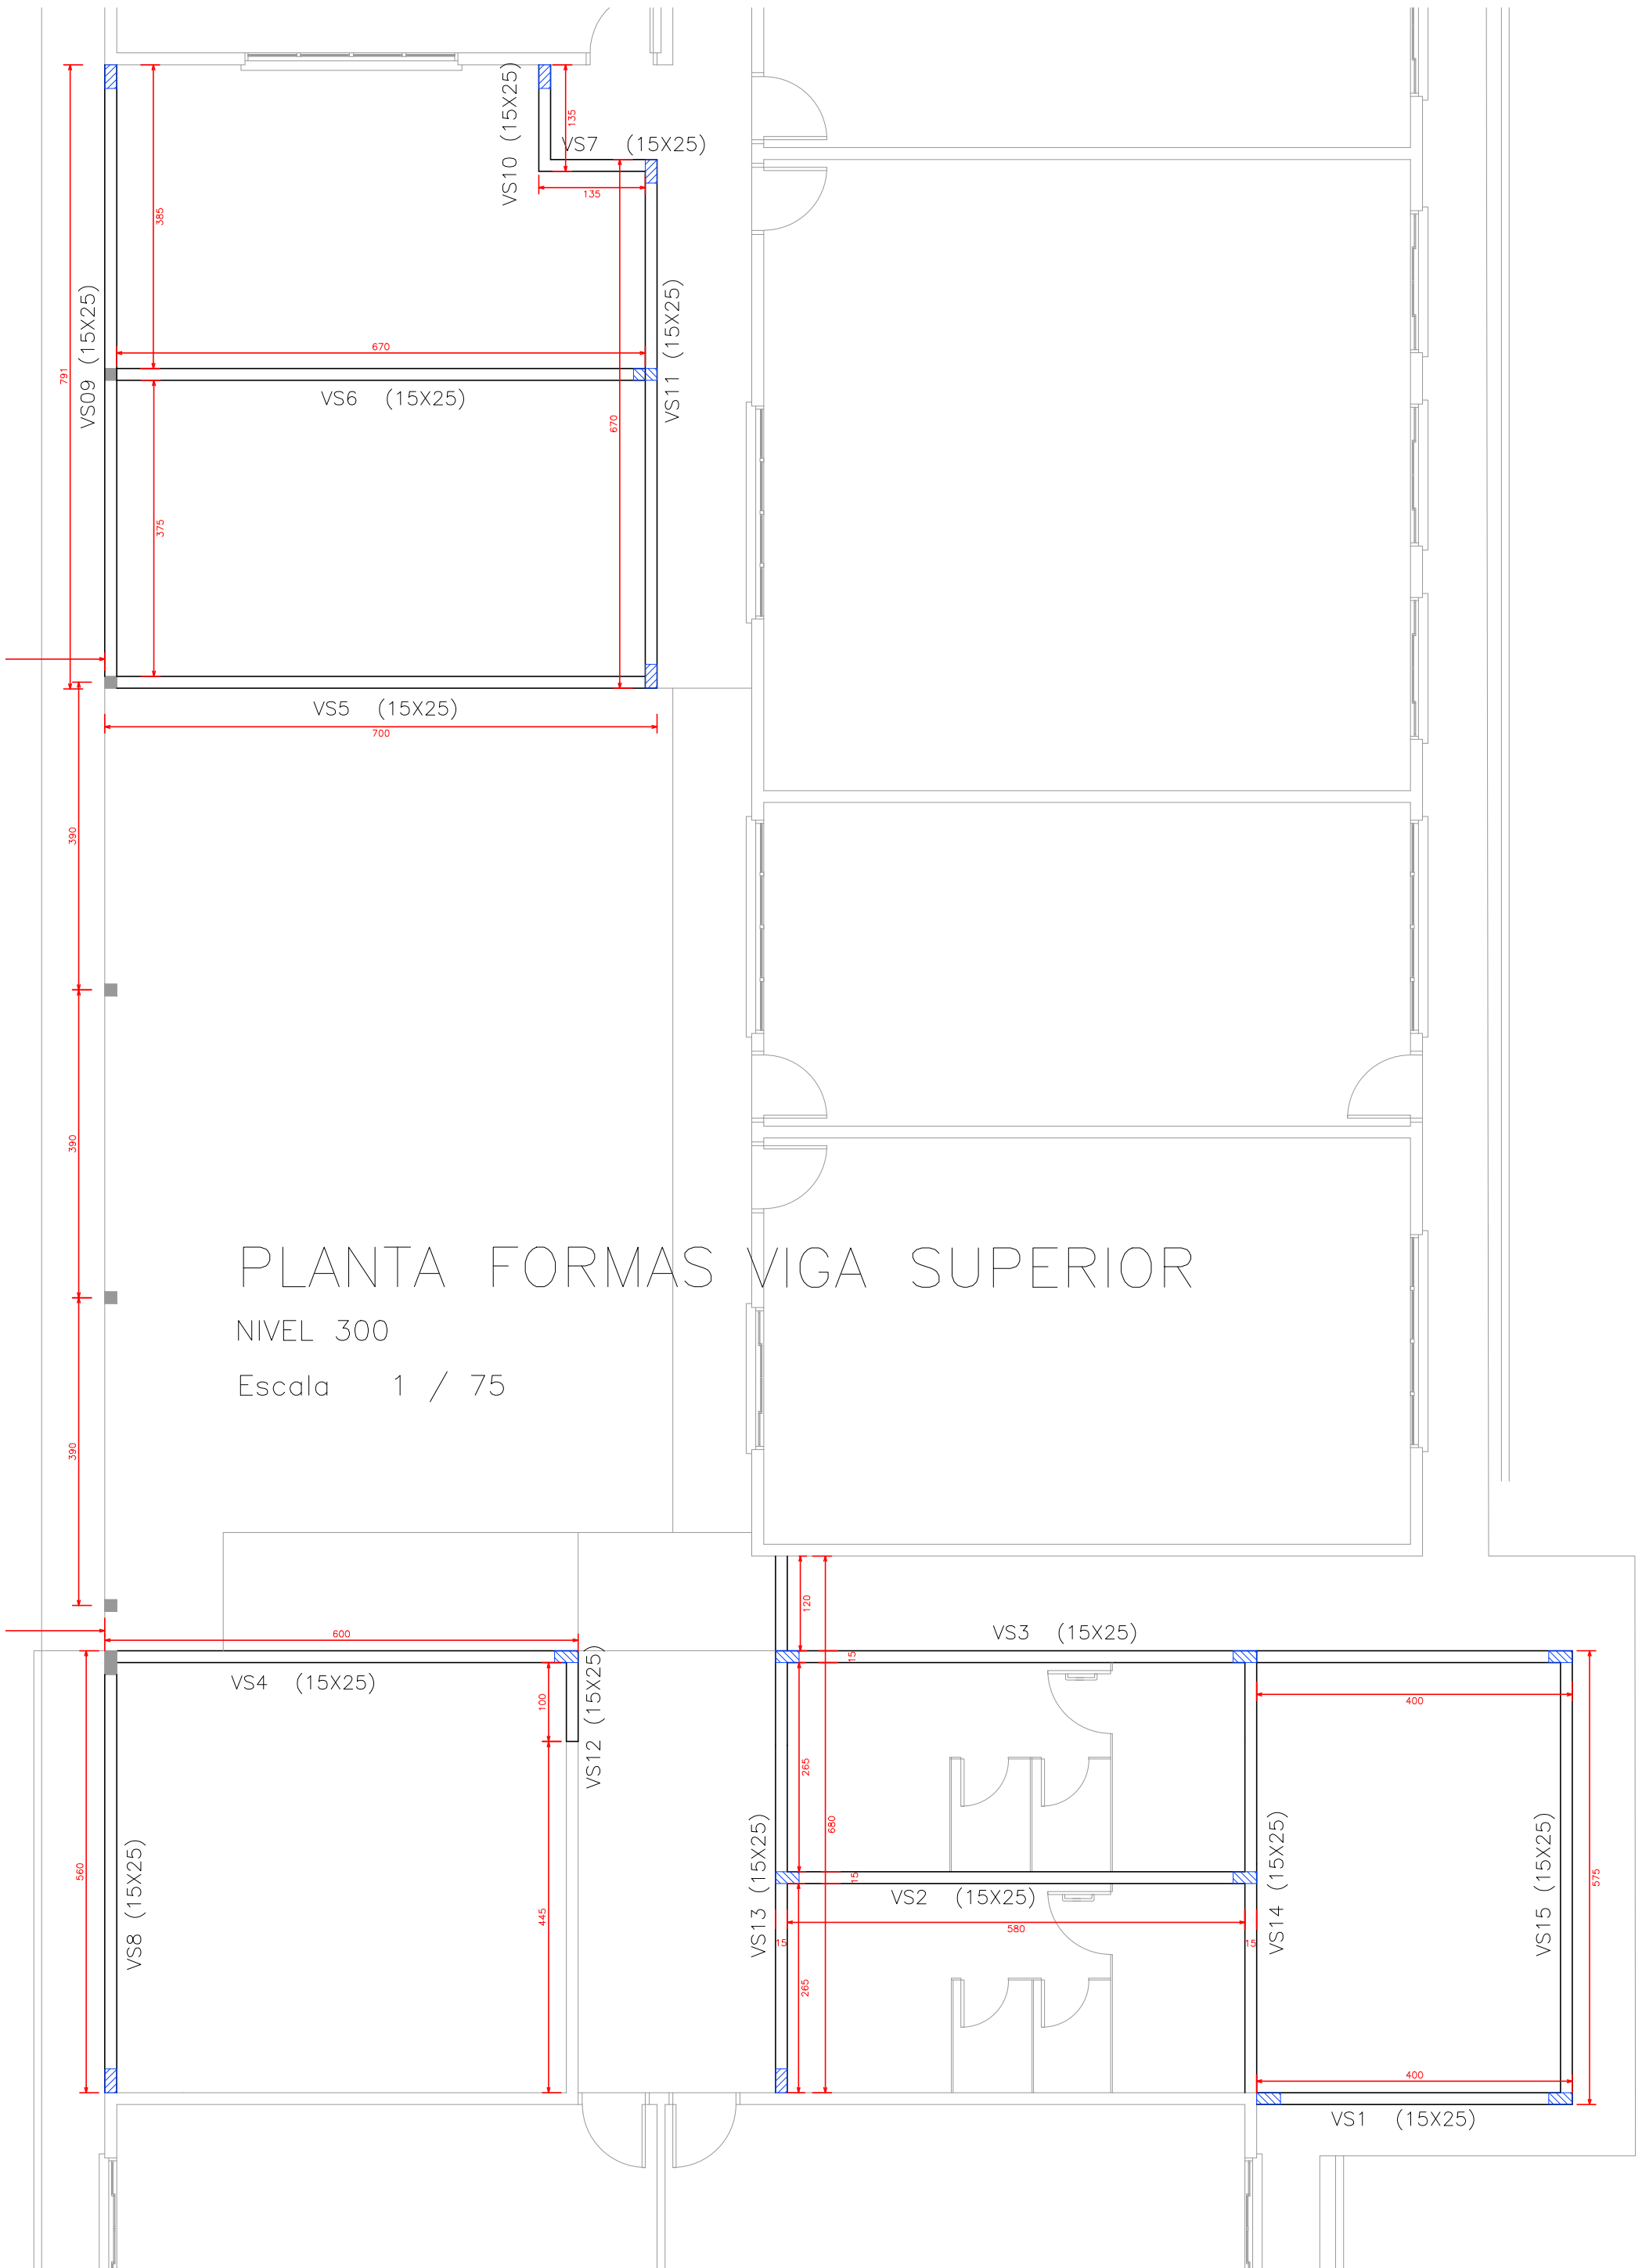 VS10 (15X25)
135
VS7 (15X25)
135
385
VS09 (15X25)
791
670
VS6 (15X25)
VS11 (15X25)
670
375
VS5 (15X25)
700
390
390
390
PLANTA FORMAS VIGA SUPERIOR
NIVEL 300
Escala 1 / 75
120
600
VS3 (15X25)
15
VS4 (15X25)
100
VS12 (15X25)
400
265
680
560
VS8 (15X25)
445
VS13 (15X25)
15
VS2 (15X25)
VS14 (15X25)
VS15 (15X25)
575
580
15
15
265
400
VS1 (15X25)